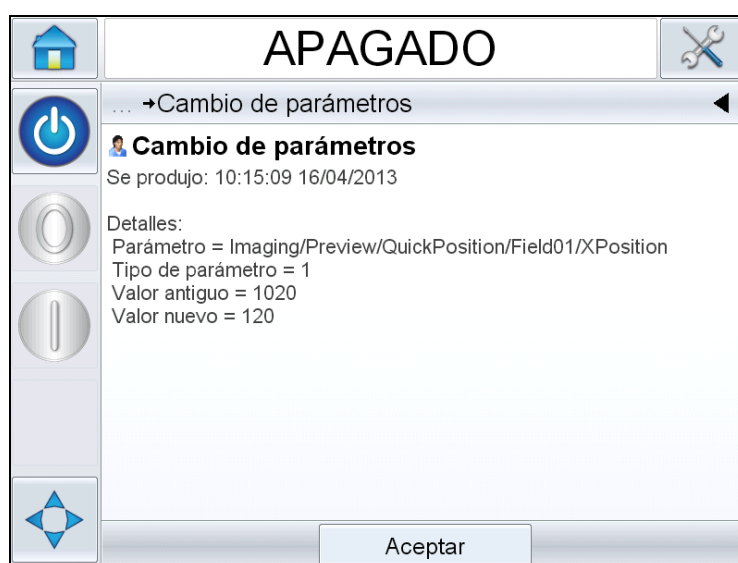 APAGADO
... →Cambio de parámetros
Cambio de parámetros
Se produjo: 10:15:09 16/04/2013
Detalles:
Parámetro = Imaging/Preview/QuickPosition/Field01/XPosition
Tipo de parámetro = 1
Valor antiguo = 1020
Valor nuevo = 120
Aceptar